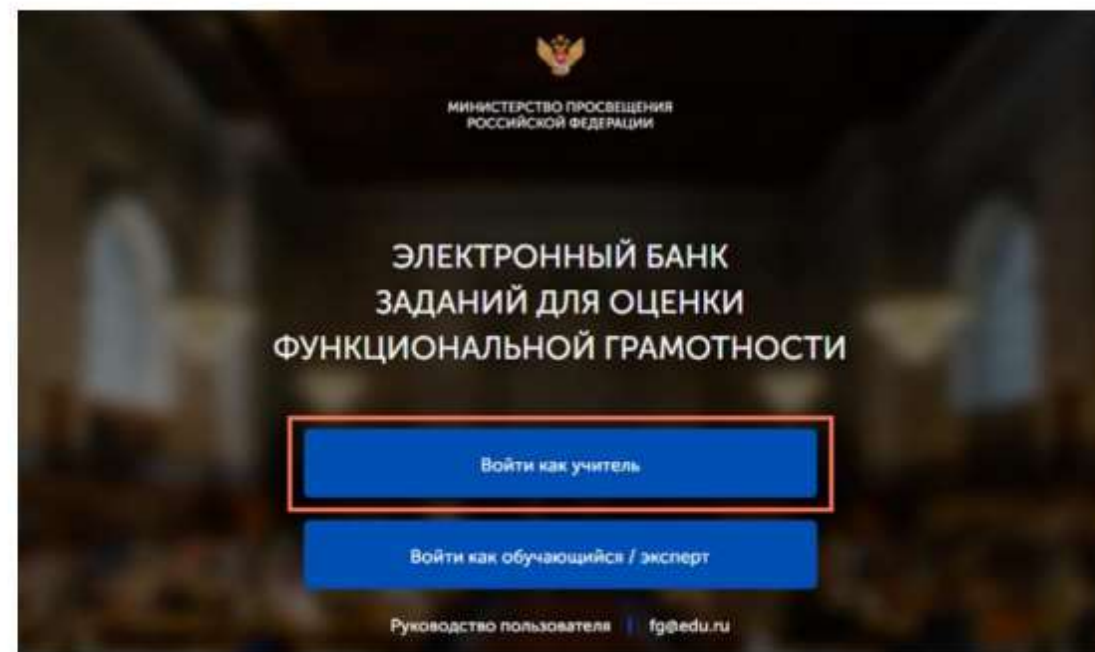 МИНИСТЕРСТВО ПРОСВЕЩЕНИЯ
РОССИЙСКОЙ ФЕДЕРАЦИИ
ЭЛЕКТРОННЫЙ БАНК
ЗАДАНИЙ ДЛЯ ОЦЕНКИ
ФУНКЦИОНАЛЬНОЙ ГРАМОТНОСТИ
Войти как учитель
Войти как обучающийся / эксперт
Руководство пользователя | fg@edu.ru